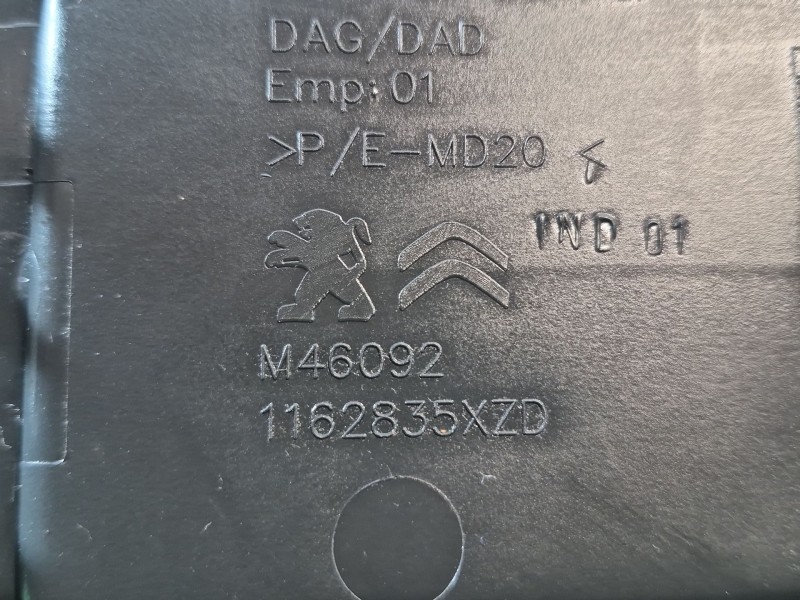 DAG/DAD
Emp:01
>P/E-MD20<
IND 01
M46092
1162835XZD